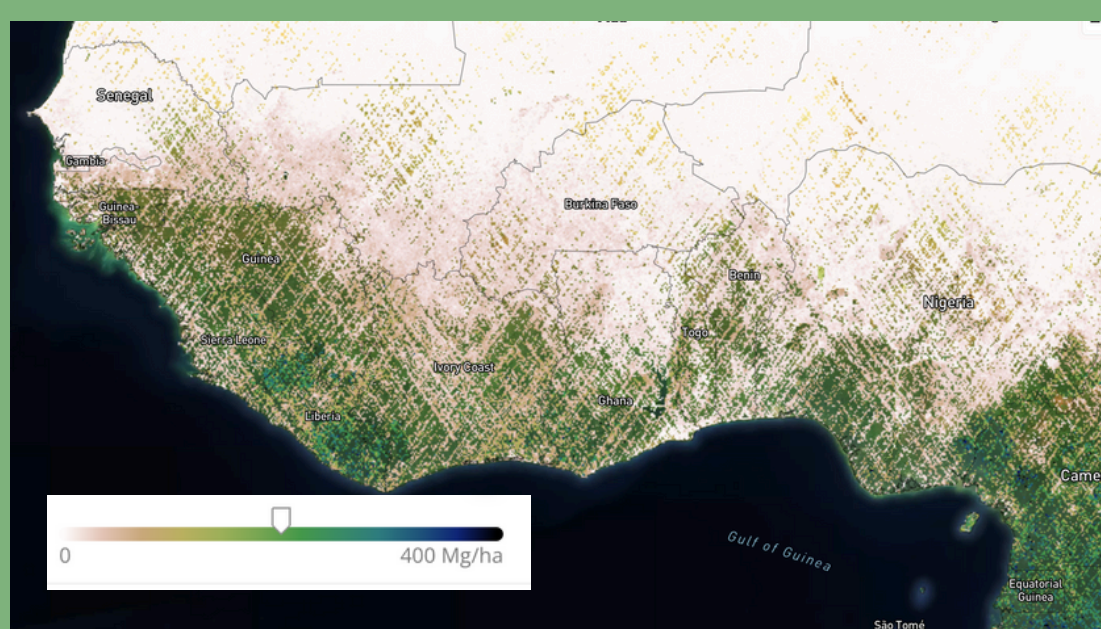 Senegal
Gambia
Guinea-
Bissau
Burkina Faso
Guinea
Benin
Nigeria
Sierra Leone
Togo
Ivory Coast
Ghana
Liberia
Came
Gulf of Guinea
Equatorial
Guinea
São Tomé
0
400 Mg/ha